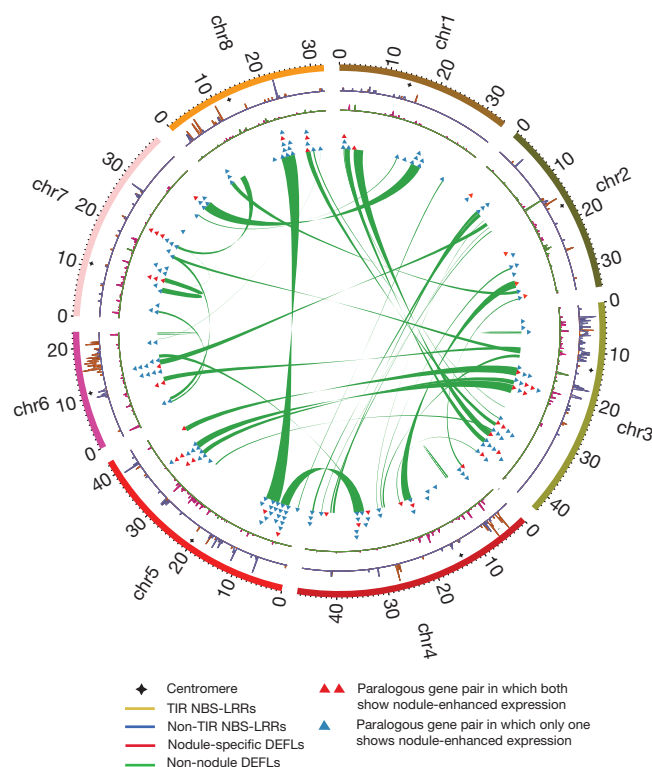 chr8
chr1
0
10
20
30
0
10
20
30
chr2
0
10
20
30
chr3
0
10
20
30
40
chr4
0
10
20
30
40
chr5
0
10
20
30
40
chr6
0
10
20
chr7
0
10
20
30
Centromere
TIR NBS-LRRs
Non-TIR NBS-LRRs
Nodule-specific DEFLs
Non-nodule DEFLs
Paralogous gene pair in which both
show nodule-enhanced expression
Paralogous gene pair in which only one
shows nodule-enhanced expression